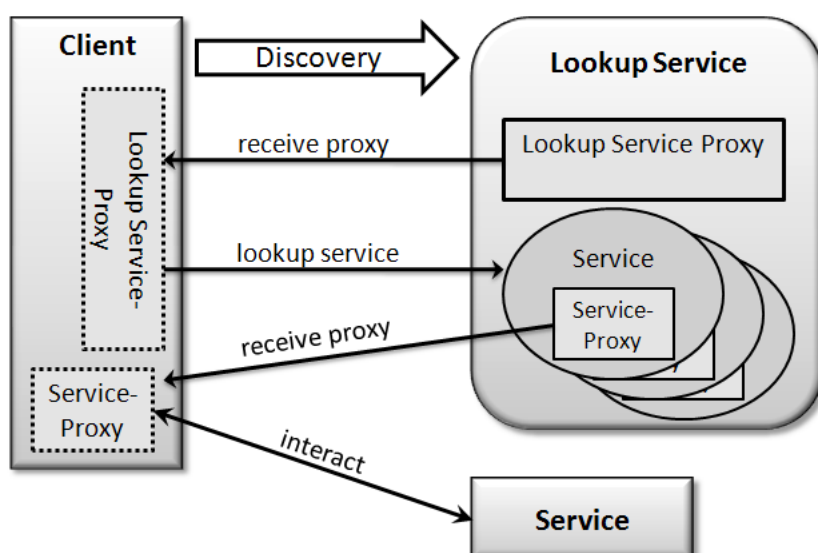 Client
Discovery
Lookup Service
Lookup Service-
Proxy
receive proxy
Lookup Service Proxy
lookup service
Service
Service-
Proxy
receive proxy
Service-
Proxy
interact
Service